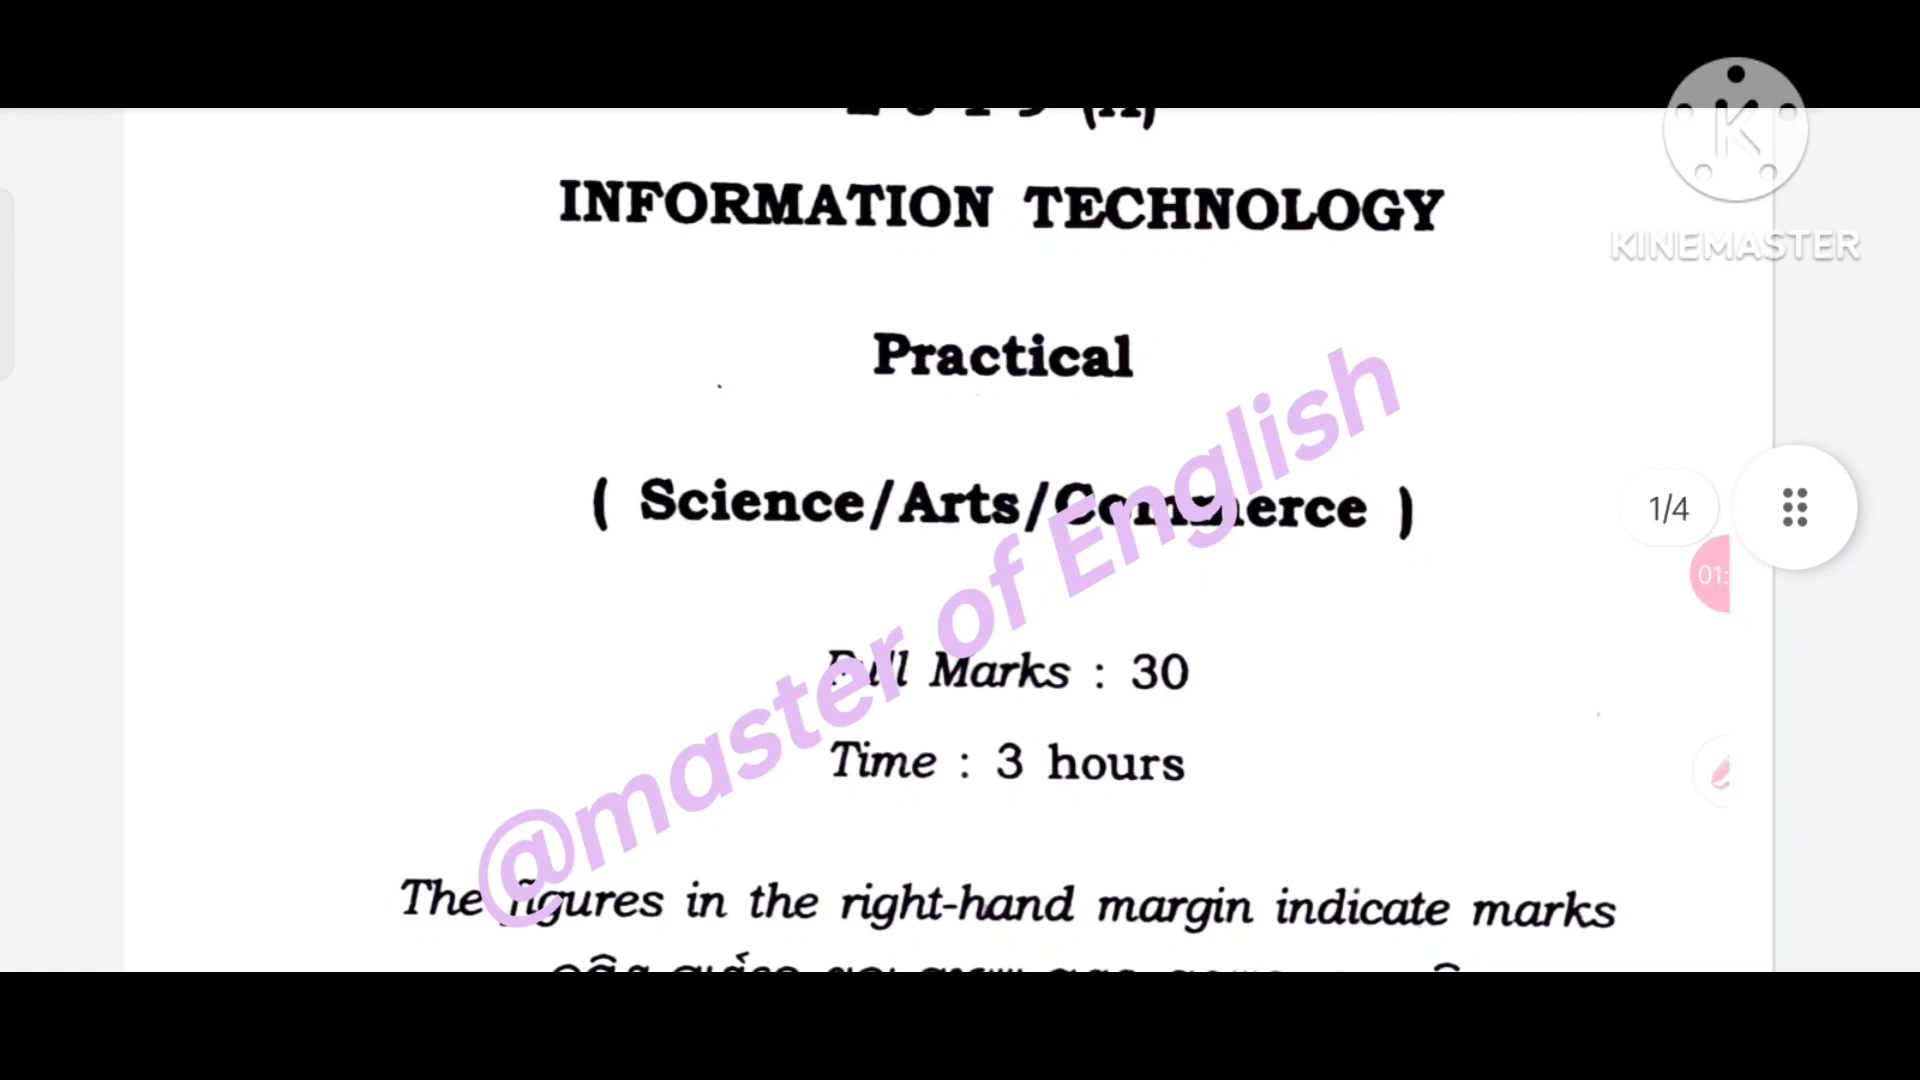 INFORMATION TECHNOLOGY
Practical
( Science/Arts/Commerce )
Full Marks : 30
Time : 3 hours
The figures in the right-hand margin indicate marks
@master of English
KINEMASTER
1/4
01: